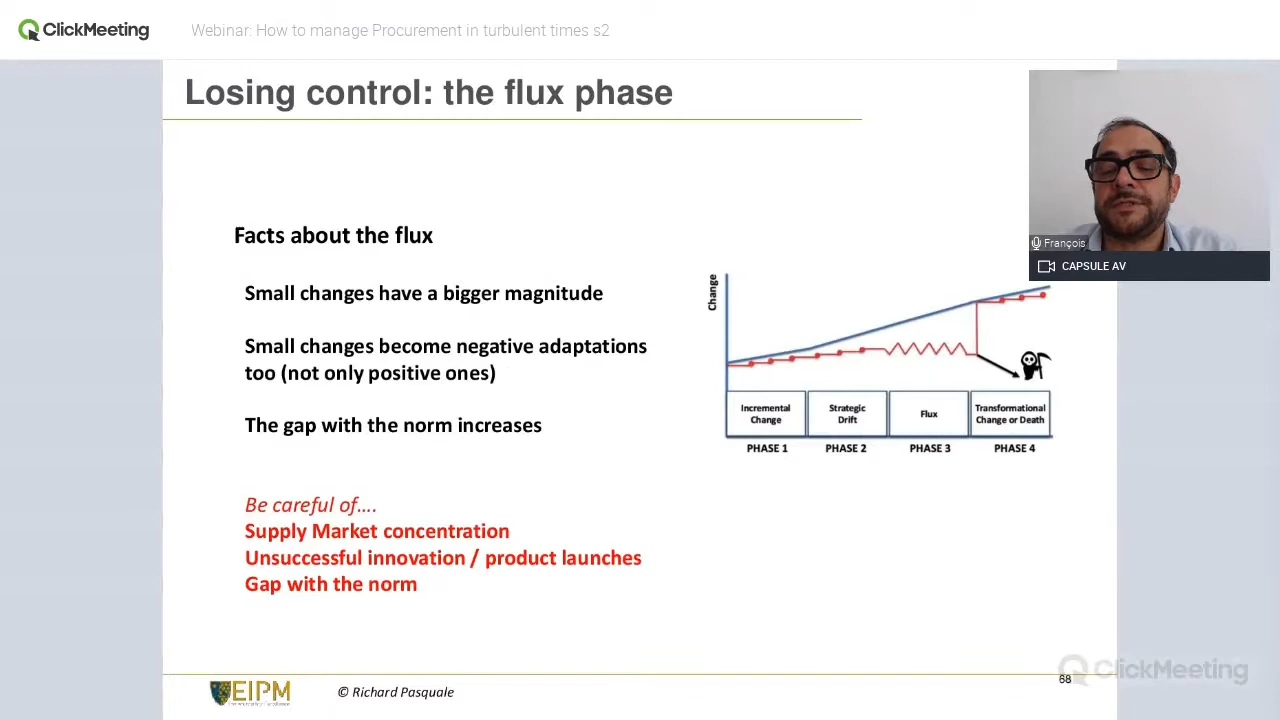 ClickMeeting
Webinar: How to manage Procurement in turbulent times s2
Losing control: the flux phase
François
CAPSULE AV
Facts about the flux
Small changes have a bigger magnitude
Small changes become negative adaptations
too (not only positive ones)
The gap with the norm increases
Be careful of….
Supply Market concentration
Unsuccessful innovation / product launches
Gap with the norm
Change
Incremental
Change
Strategic
Drift
Flux
Transformational
Change or Death
PHASE 1
PHASE 2
PHASE 3
PHASE 4
ClickMeeting
68
EIPM
© Richard Pasquale